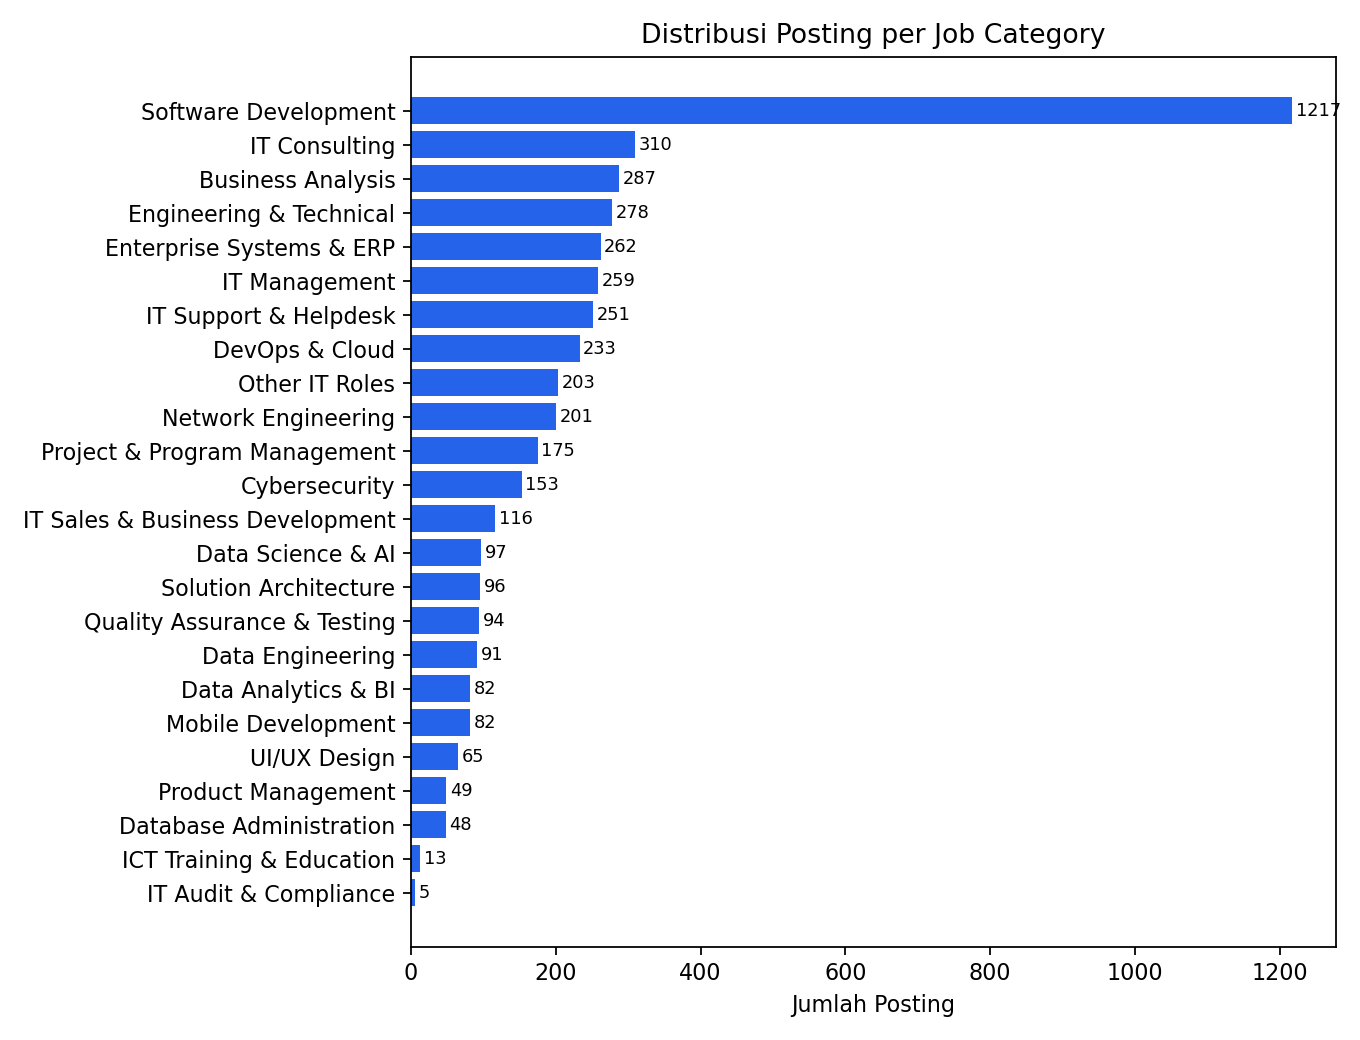 Distribusi Posting per Job Category
Software Development 1217
IT Consulting 310
Business Analysis 287
Engineering & Technical 278
Enterprise Systems & ERP 262
IT Management 259
IT Support & Helpdesk 251
DevOps & Cloud 233
Other IT Roles 203
Network Engineering 201
Project & Program Management 175
Cybersecurity 153
IT Sales & Business Development 116
Data Science & AI 97
Solution Architecture 96
Quality Assurance & Testing 94
Data Engineering 91
Data Analytics & BI 82
Mobile Development 82
UI/UX Design 65
Product Management 49
Database Administration 48
ICT Training & Education 13
IT Audit & Compliance 5
0 200 400 600 800 1000 1200
Jumlah Posting